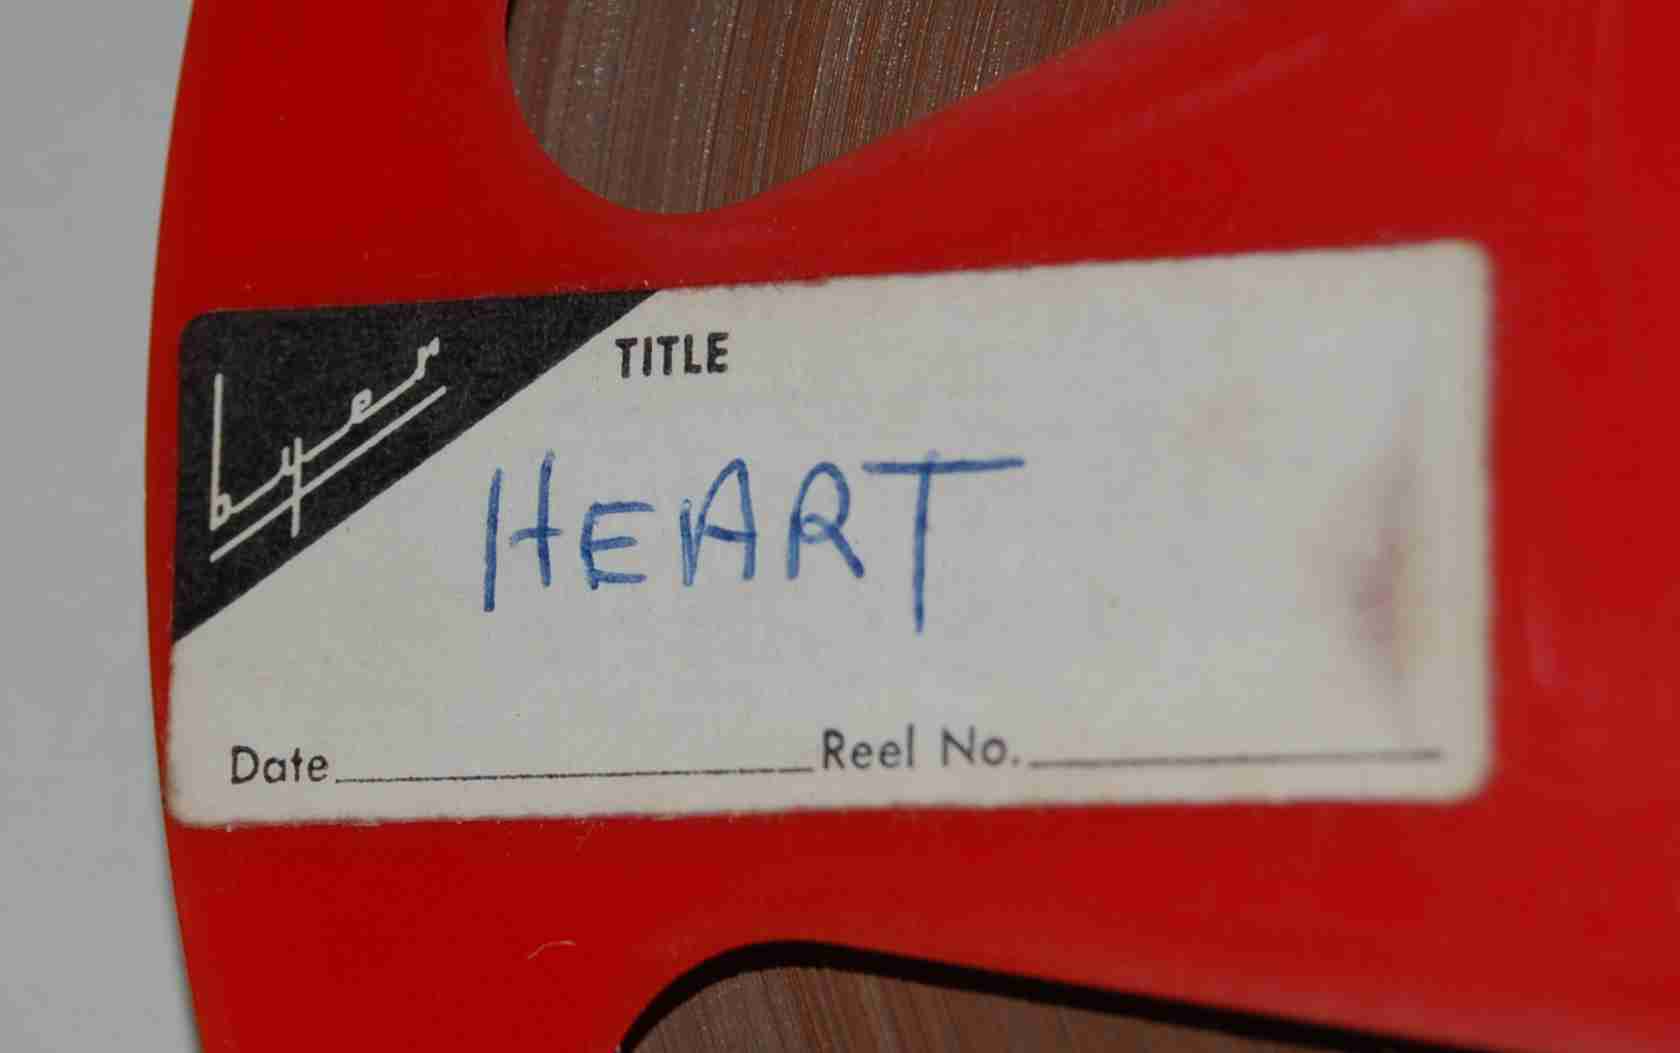 byer
TITLE
HEART
Date Reel No.